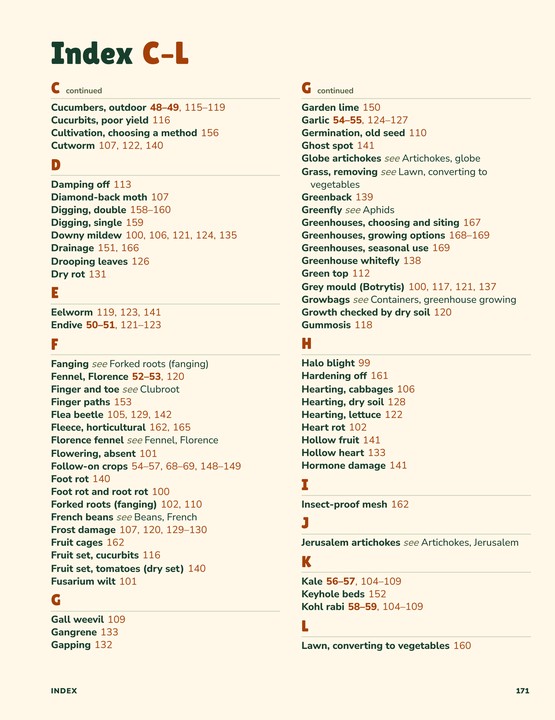 Index C–L
C continued
Cucumbers, outdoor 48–49, 115–119
Cucurbits, poor yield 116
Cultivation, choosing a method 156
Cutworm 107, 122, 140
D
Damping off 113
Diamond-back moth 107
Digging, double 158–160
Digging, single 159
Downy mildew 100, 106, 121, 124, 135
Drainage 151, 166
Drooping leaves 126
Dry rot 131
E
Eelworm 119, 123, 141
Endive 50–51, 121–123
F
Fanging see Forked roots (fanging)
Fennel, Florence 52–53, 120
Finger and toe see Clubroot
Finger paths 153
Flea beetle 105, 129, 142
Fleece, horticultural 162, 165
Florence fennel see Fennel, Florence
Flowering, absent 101
Follow-on crops 54–57, 68–69, 148–149
Foot rot 140
Foot rot and root rot 100
Forked roots (fanging) 102, 110
French beans see Beans, French
Frost damage 107, 120, 129–130
Fruit cages 162
Fruit set, cucurbits 116
Fruit set, tomatoes (dry set) 140
Fusarium wilt 101
G
Gall weevil 109
Gangrene 133
Gapping 132
G continued
Garden lime 150
Garlic 54–55, 124–127
Germination, old seed 110
Ghost spot 141
Globe artichokes see Artichokes, globe
Grass, removing see Lawn, converting to
vegetables
Greenback 139
Greenfly see Aphids
Greenhouses, choosing and siting 167
Greenhouses, growing options 168–169
Greenhouses, seasonal use 169
Greenhouse whitefly 138
Green top 112
Grey mould (Botrytis) 100, 117, 121, 137
Growbags see Containers, greenhouse growing
Growth checked by dry soil 120
Gummosis 118
H
Halo blight 99
Hardening off 161
Hearting, cabbages 106
Hearting, dry soil 128
Hearting, lettuce 122
Heart rot 102
Hollow fruit 141
Hollow heart 133
Hormone damage 141
I
Insect-proof mesh 162
J
Jerusalem artichokes see Artichokes, Jerusalem
K
Kale 56–57, 104–109
Keyhole beds 152
Kohl rabi 58–59, 104–109
L
Lawn, converting to vegetables 160
INDEX
171